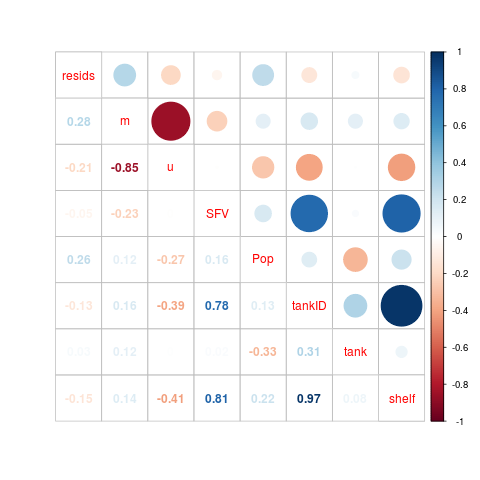 1
resids
0.8
0.28 m
0.6
-0.21 -0.85 u
0.4
0.2
-0.05 -0.23 SFV
0
0.26 0.12 -0.27 0.16 Pop
-0.2
-0.13 0.16 -0.39 0.78 0.13 tankID
-0.4
0.12 -0.33 0.31 tank
-0.6
-0.8
-0.15 0.14 -0.41 0.81 0.22 0.97 0.08 shelf
-1